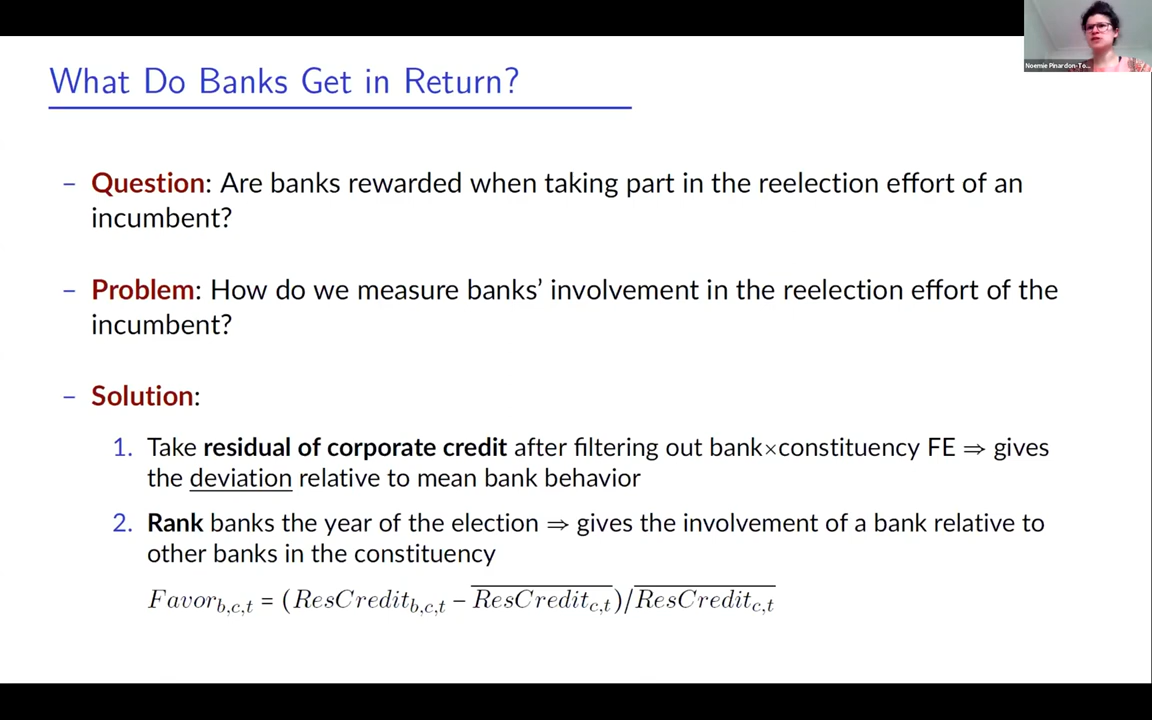 Noemie Pinardon-To...
What Do Banks Get in Return?
– Question: Are banks rewarded when taking part in the reelection effort of an
incumbent?
– Problem: How do we measure banks’ involvement in the reelection effort of the
incumbent?
– Solution:
1. Take residual of corporate credit after filtering out bank×constituency FE ⇒ gives
the deviation relative to mean bank behavior
2. Rank banks the year of the election ⇒ gives the involvement of a bank relative to
other banks in the constituency
$Favor_{b,c,t} = (ResCredit_{b,c,t} - \overline{ResCredit_{c,t}})/\overline{ResCredit_{c,t}}$